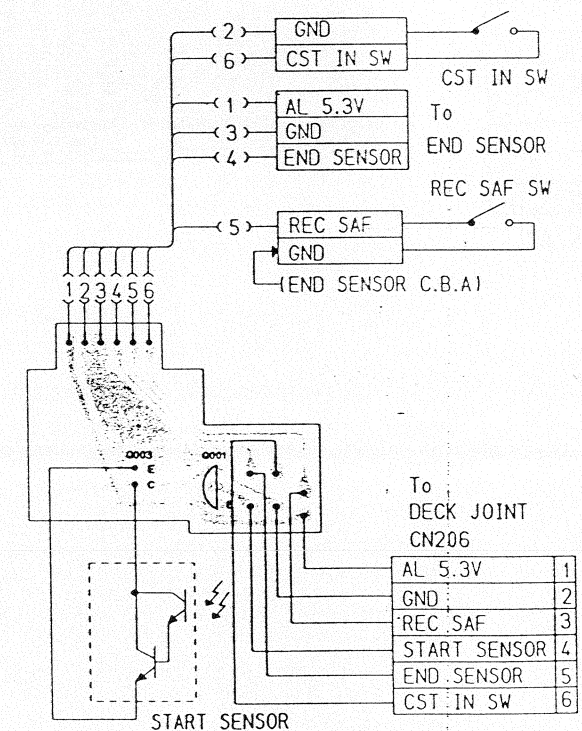 2 GND
6 CST IN SW
CST IN SW
1 AL 5.3V
3 GND
4 END SENSOR
To
END SENSOR
REC SAF SW
5 REC SAF
GND
(END SENSOR C.B.A)
1 2 3 4 5 6
Q003
E
C
Q001
To
DECK JOINT
CN206
AL 5.3V 1
GND 2
REC SAF 3
START SENSOR 4
END SENSOR 5
CST IN SW 6
START SENSOR